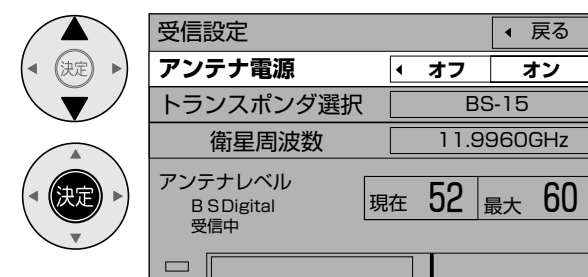 決定
決定
受信設定 戻る
アンテナ電源 オフ オン
トランスポンダ選択 BS-15
衛星周波数 11.9960GHz
アンテナレベル
BSDigital
受信中
現在 52 最大 60